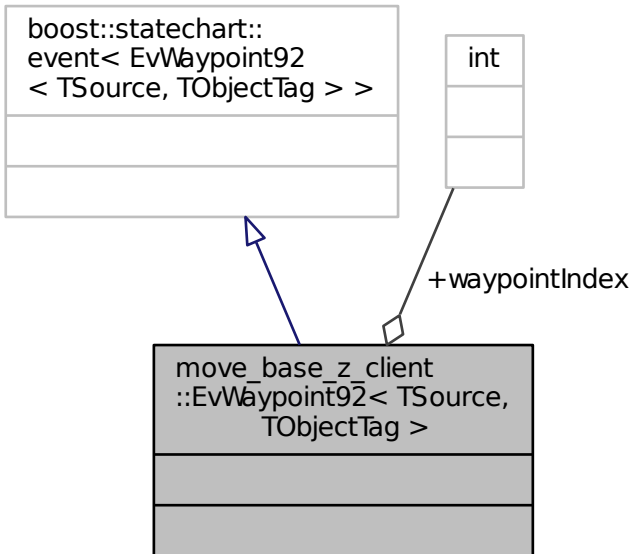 boost::statechart::
event< EvWaypoint92
< TSource, TObjectTag > >
int
+waypointIndex
move_base_z_client
::EvWaypoint92< TSource,
TObjectTag >